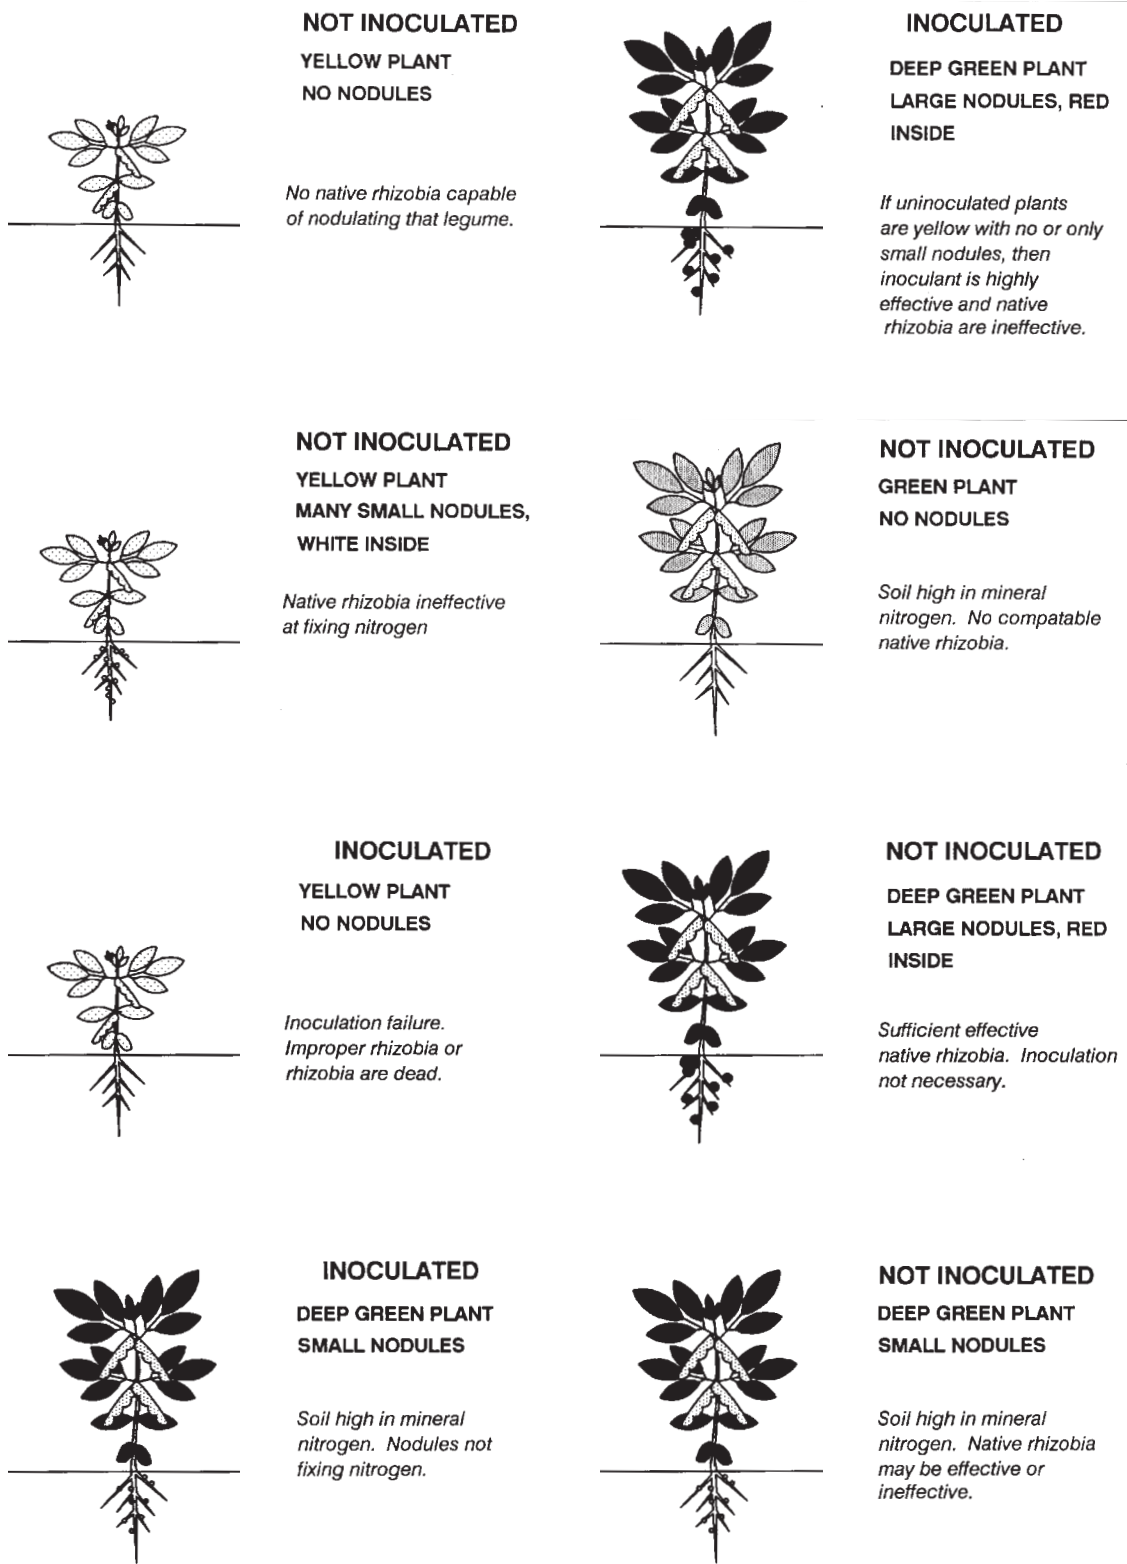 NOT INOCULATED
YELLOW PLANT
NO NODULES
No native rhizobia capable
of nodulating that legume.
INOCULATED
DEEP GREEN PLANT
LARGE NODULES, RED
INSIDE
If uninoculated plants
are yellow with no or only
small nodules, then
inoculant is highly
effective and native
rhizobia are ineffective.
NOT INOCULATED
YELLOW PLANT
MANY SMALL NODULES,
WHITE INSIDE
Native rhizobia ineffective
at fixing nitrogen
NOT INOCULATED
GREEN PLANT
NO NODULES
Soil high in mineral
nitrogen. No compatable
native rhizobia.
INOCULATED
YELLOW PLANT
NO NODULES
Inoculation failure.
Improper rhizobia or
rhizobia are dead.
NOT INOCULATED
DEEP GREEN PLANT
LARGE NODULES, RED
INSIDE
Sufficient effective
native rhizobia. Inoculation
not necessary.
INOCULATED
DEEP GREEN PLANT
SMALL NODULES
Soil high in mineral
nitrogen. Nodules not
fixing nitrogen.
NOT INOCULATED
DEEP GREEN PLANT
SMALL NODULES
Soil high in mineral
nitrogen. Native rhizobia
may be effective or
ineffective.